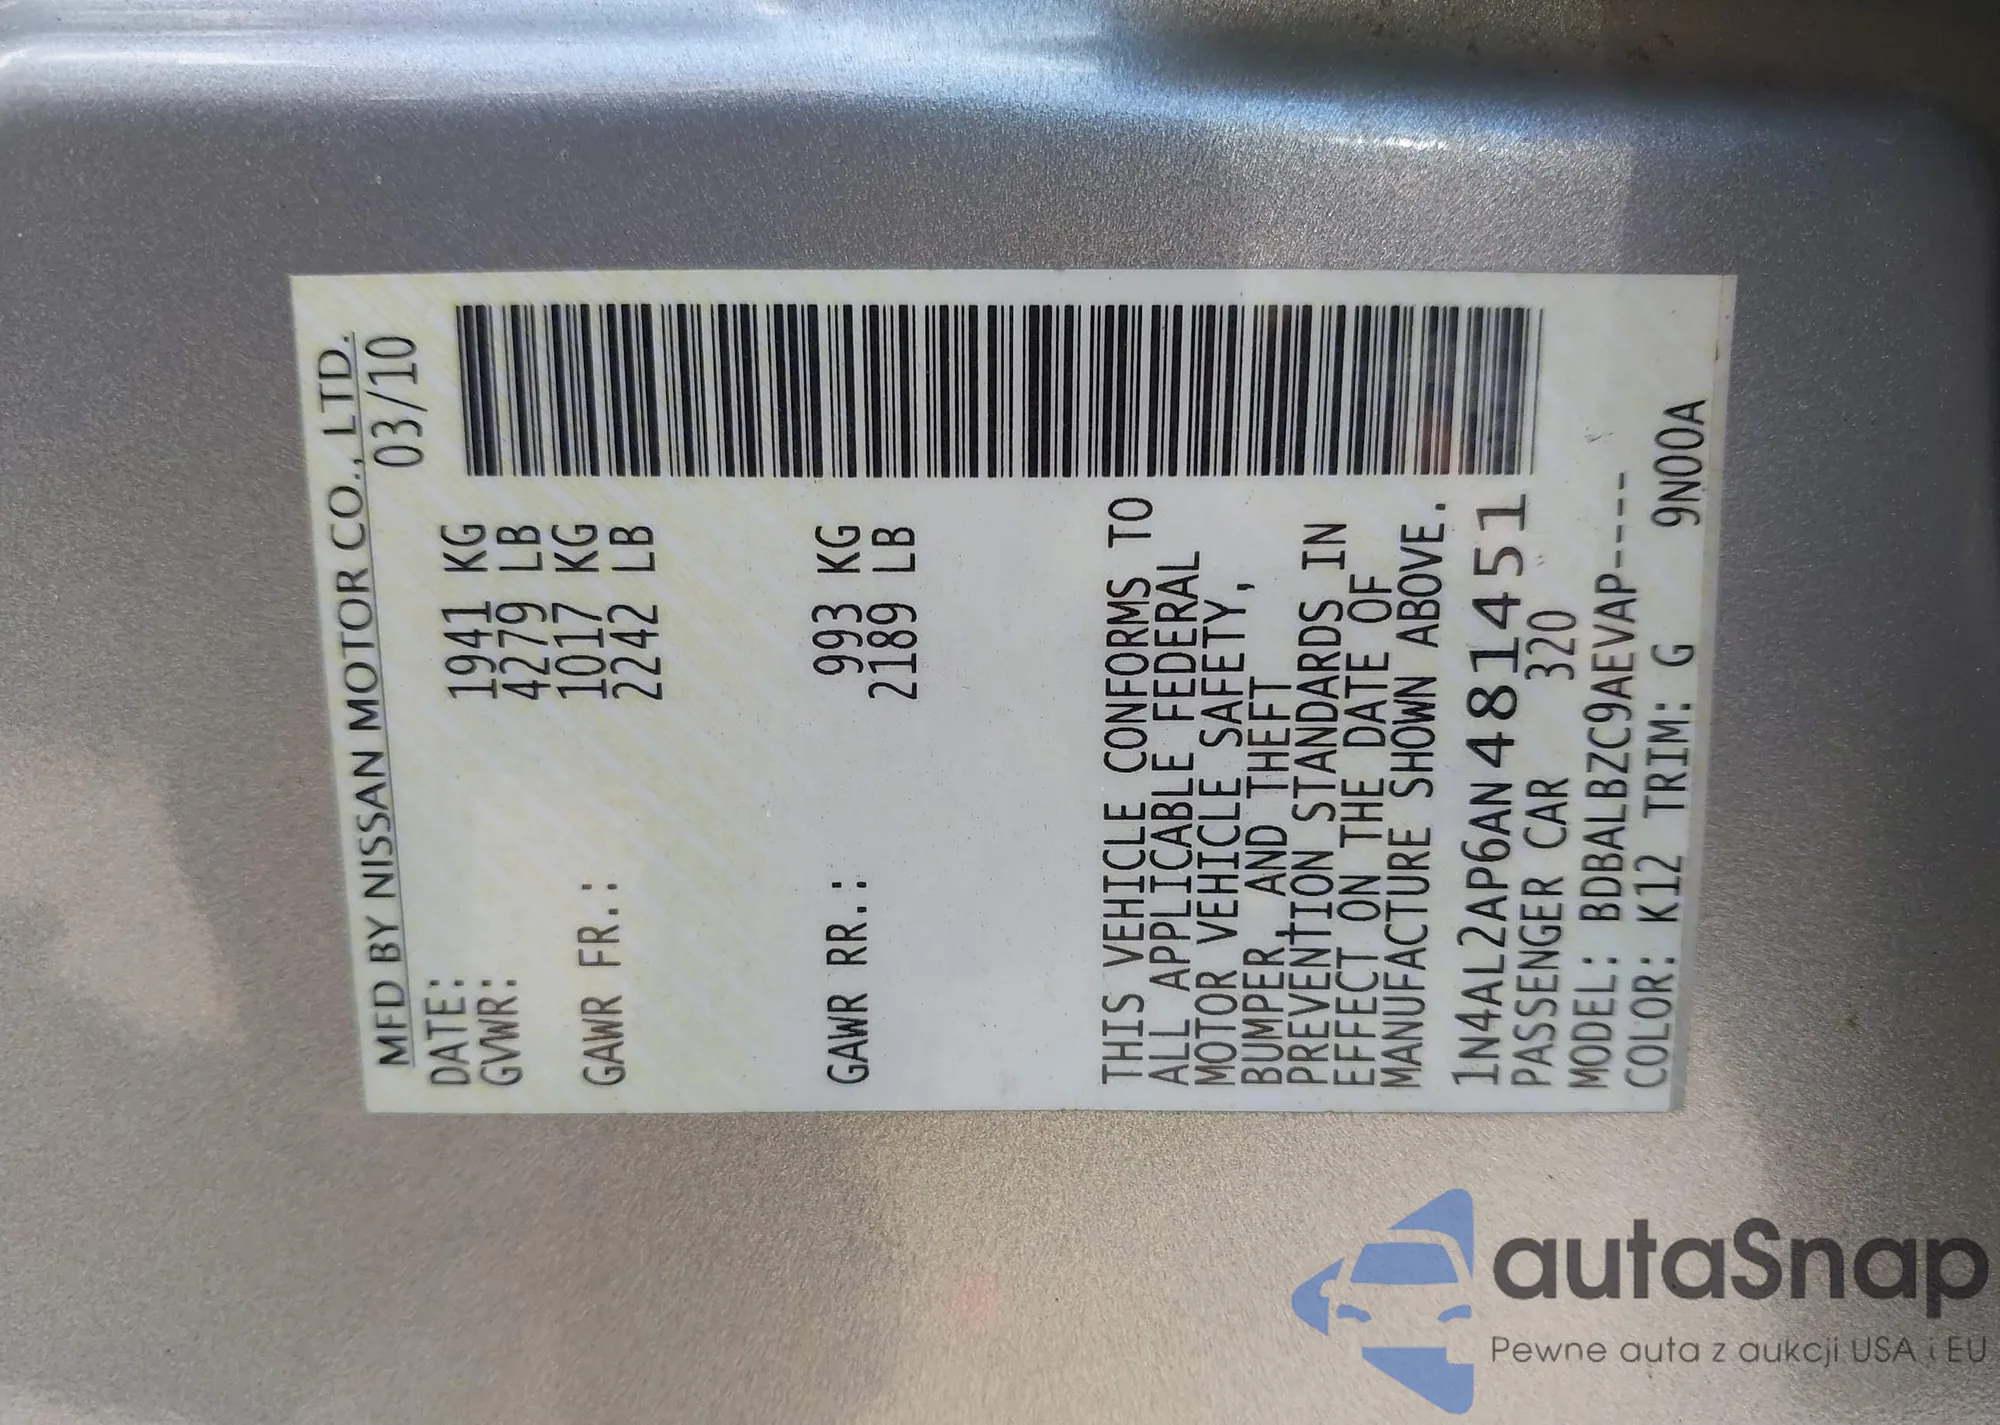 MFD BY NISSAN MOTOR CO., LTD.
DATE: 03/10
GVWR: 1941 KG
4279 LB
GAWR FR.: 1017 KG
2242 LB
GAWR RR.: 993 KG
2189 LB
THIS VEHICLE CONFORMS TO
ALL APPLICABLE FEDERAL
MOTOR VEHICLE SAFETY,
BUMPER, AND THEFT
PREVENTION STANDARDS IN
EFFECT ON THE DATE OF
MANUFACTURE SHOWN ABOVE.
1N4AL2AP6AN481451
PASSENGER CAR 320
MODEL: BDBALBZC9AEVAP----
COLOR: K12 TRIM: G 9N00A
autaSnap
Pewne auta z aukcji USA i EU